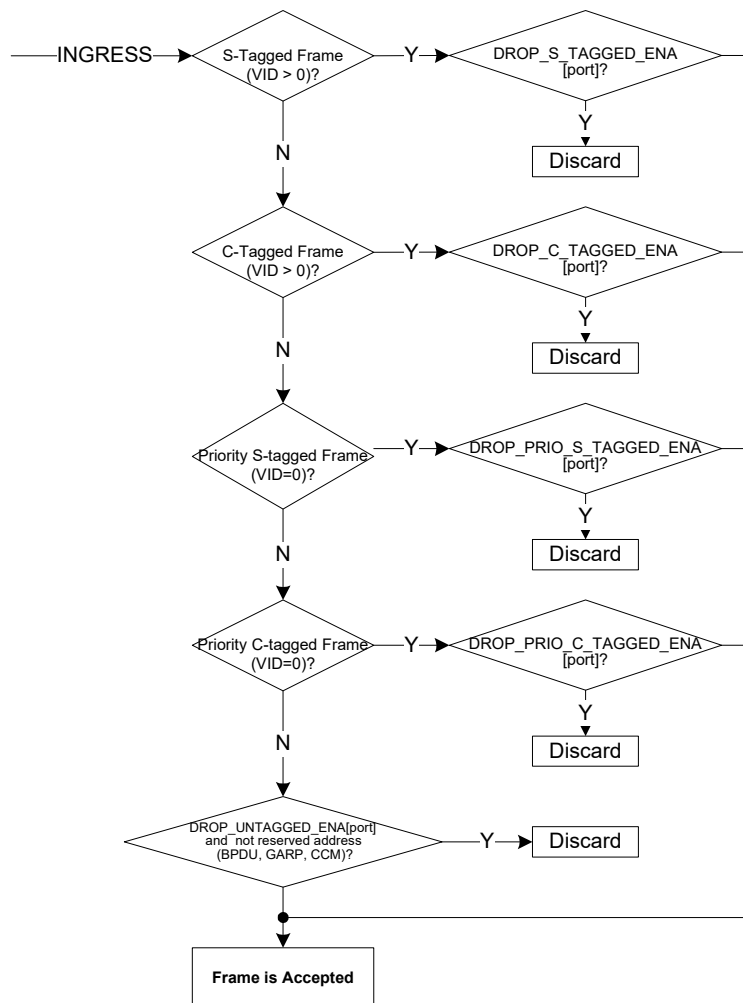 INGRESS
S-Tagged Frame
(VID > 0)?
Y
DROP_S_TAGGED_ENA
[port]?
Y
Discard
N
C-Tagged Frame
(VID > 0)?
Y
DROP_C_TAGGED_ENA
[port]?
Y
Discard
N
Priority S-tagged Frame
(VID=0)?
Y
DROP_PRIO_S_TAGGED_ENA
[port]?
Y
Discard
N
Priority C-tagged Frame
(VID=0)?
Y
DROP_PRIO_C_TAGGED_ENA
[port]?
Y
Discard
N
DROP_UNTAGGED_ENA[port]
and not reserved address
(BPDU, GARP, CCM)?
Y
Discard
Frame is Accepted